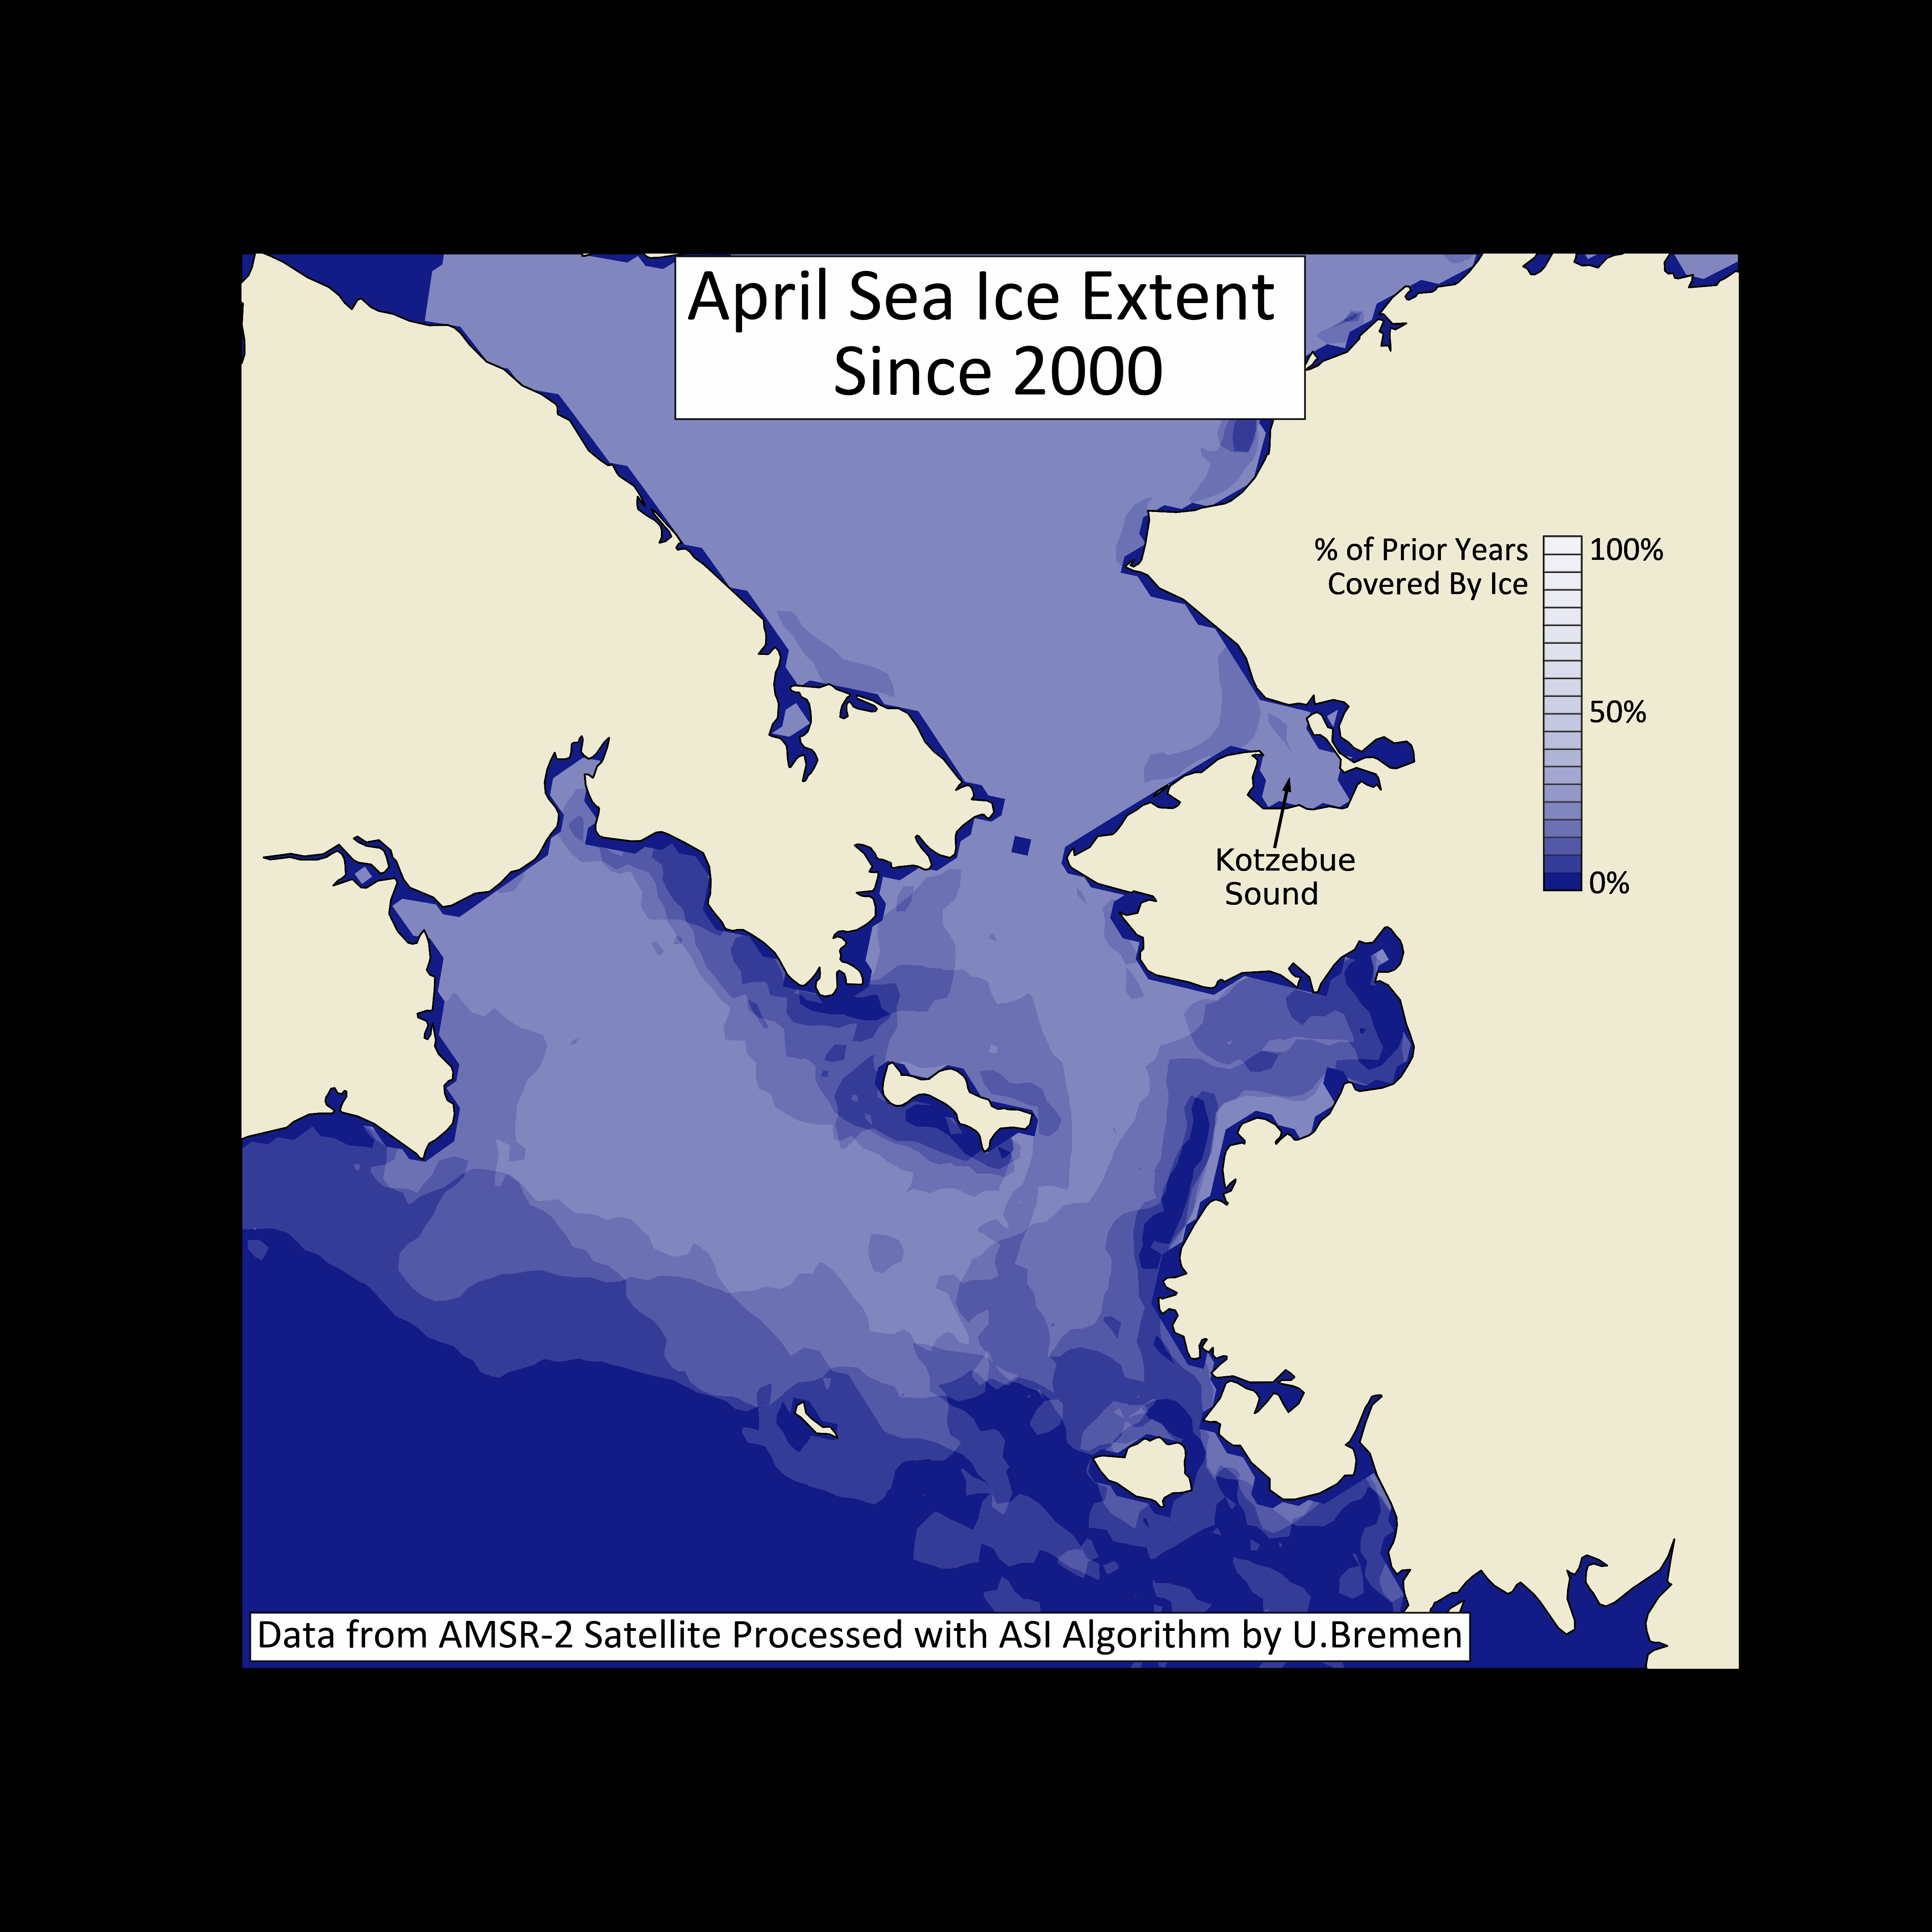 April Sea Ice Extent
Since 2000
% of Prior Years
Covered By Ice
100%
50%
0%
Kotzebue
Sound
Data from AMSR-2 Satellite Processed with ASI Algorithm by U.Bremen